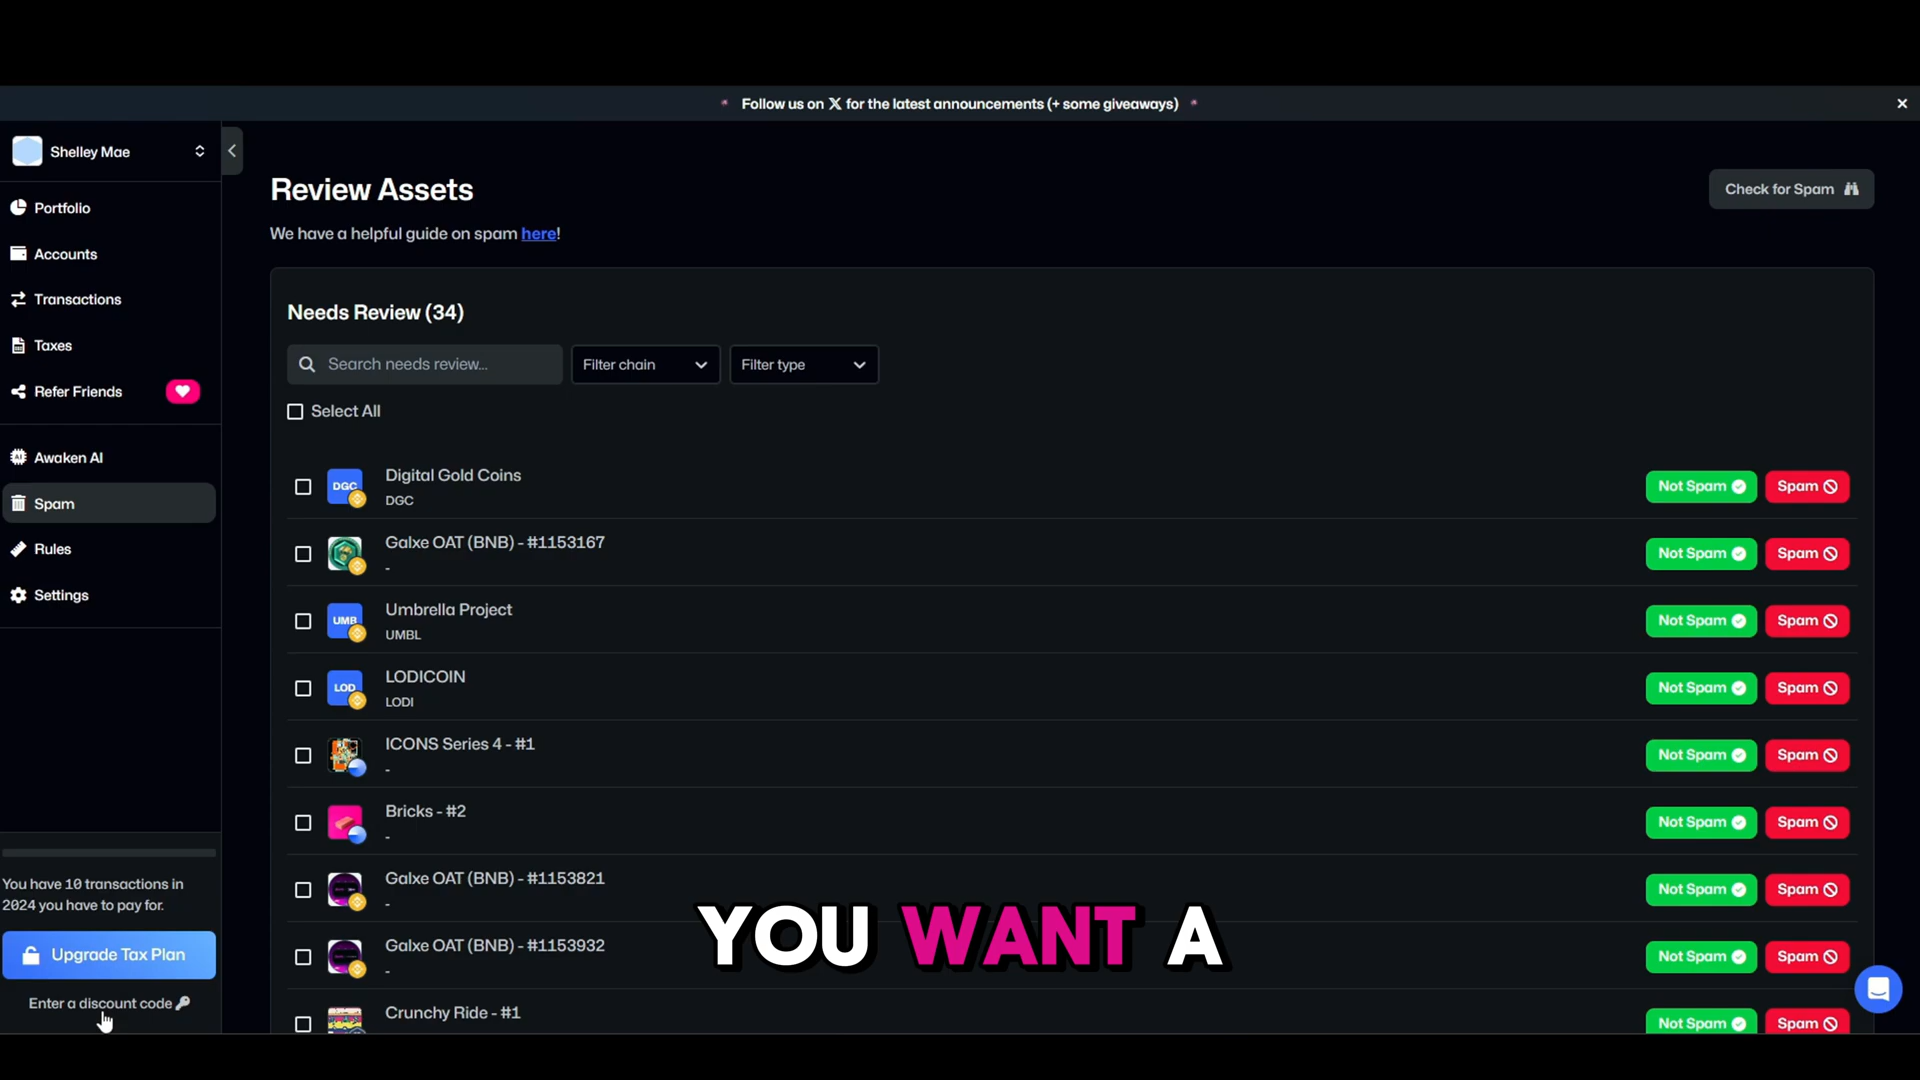 Follow us on 𝕏 for the latest announcements (+ some giveaways)
Shelley Mae
Portfolio
Accounts
Transactions
Taxes
Refer Friends
Awaken AI
Spam
Rules
Settings
You have 10 transactions in
2024 you have to pay for.
Upgrade Tax Plan
Enter a discount code
Review Assets
Check for Spam
We have a helpful guide on spam here!
Needs Review (34)
Search needs review...
Filter chain
Filter type
Select All
DGC
Digital Gold Coins
DGC
Not Spam
Spam
Galxe OAT (BNB) - #1153167
-
Not Spam
Spam
UMB
Umbrella Project
UMBL
Not Spam
Spam
LOD
LODICOIN
LODI
Not Spam
Spam
ICONS Series 4 - #1
-
Not Spam
Spam
Bricks - #2
-
Not Spam
Spam
Galxe OAT (BNB) - #1153821
-
Not Spam
Spam
Galxe OAT (BNB) - #1153932
-
Not Spam
Spam
Crunchy Ride - #1
Not Spam
Spam
YOU WANT A